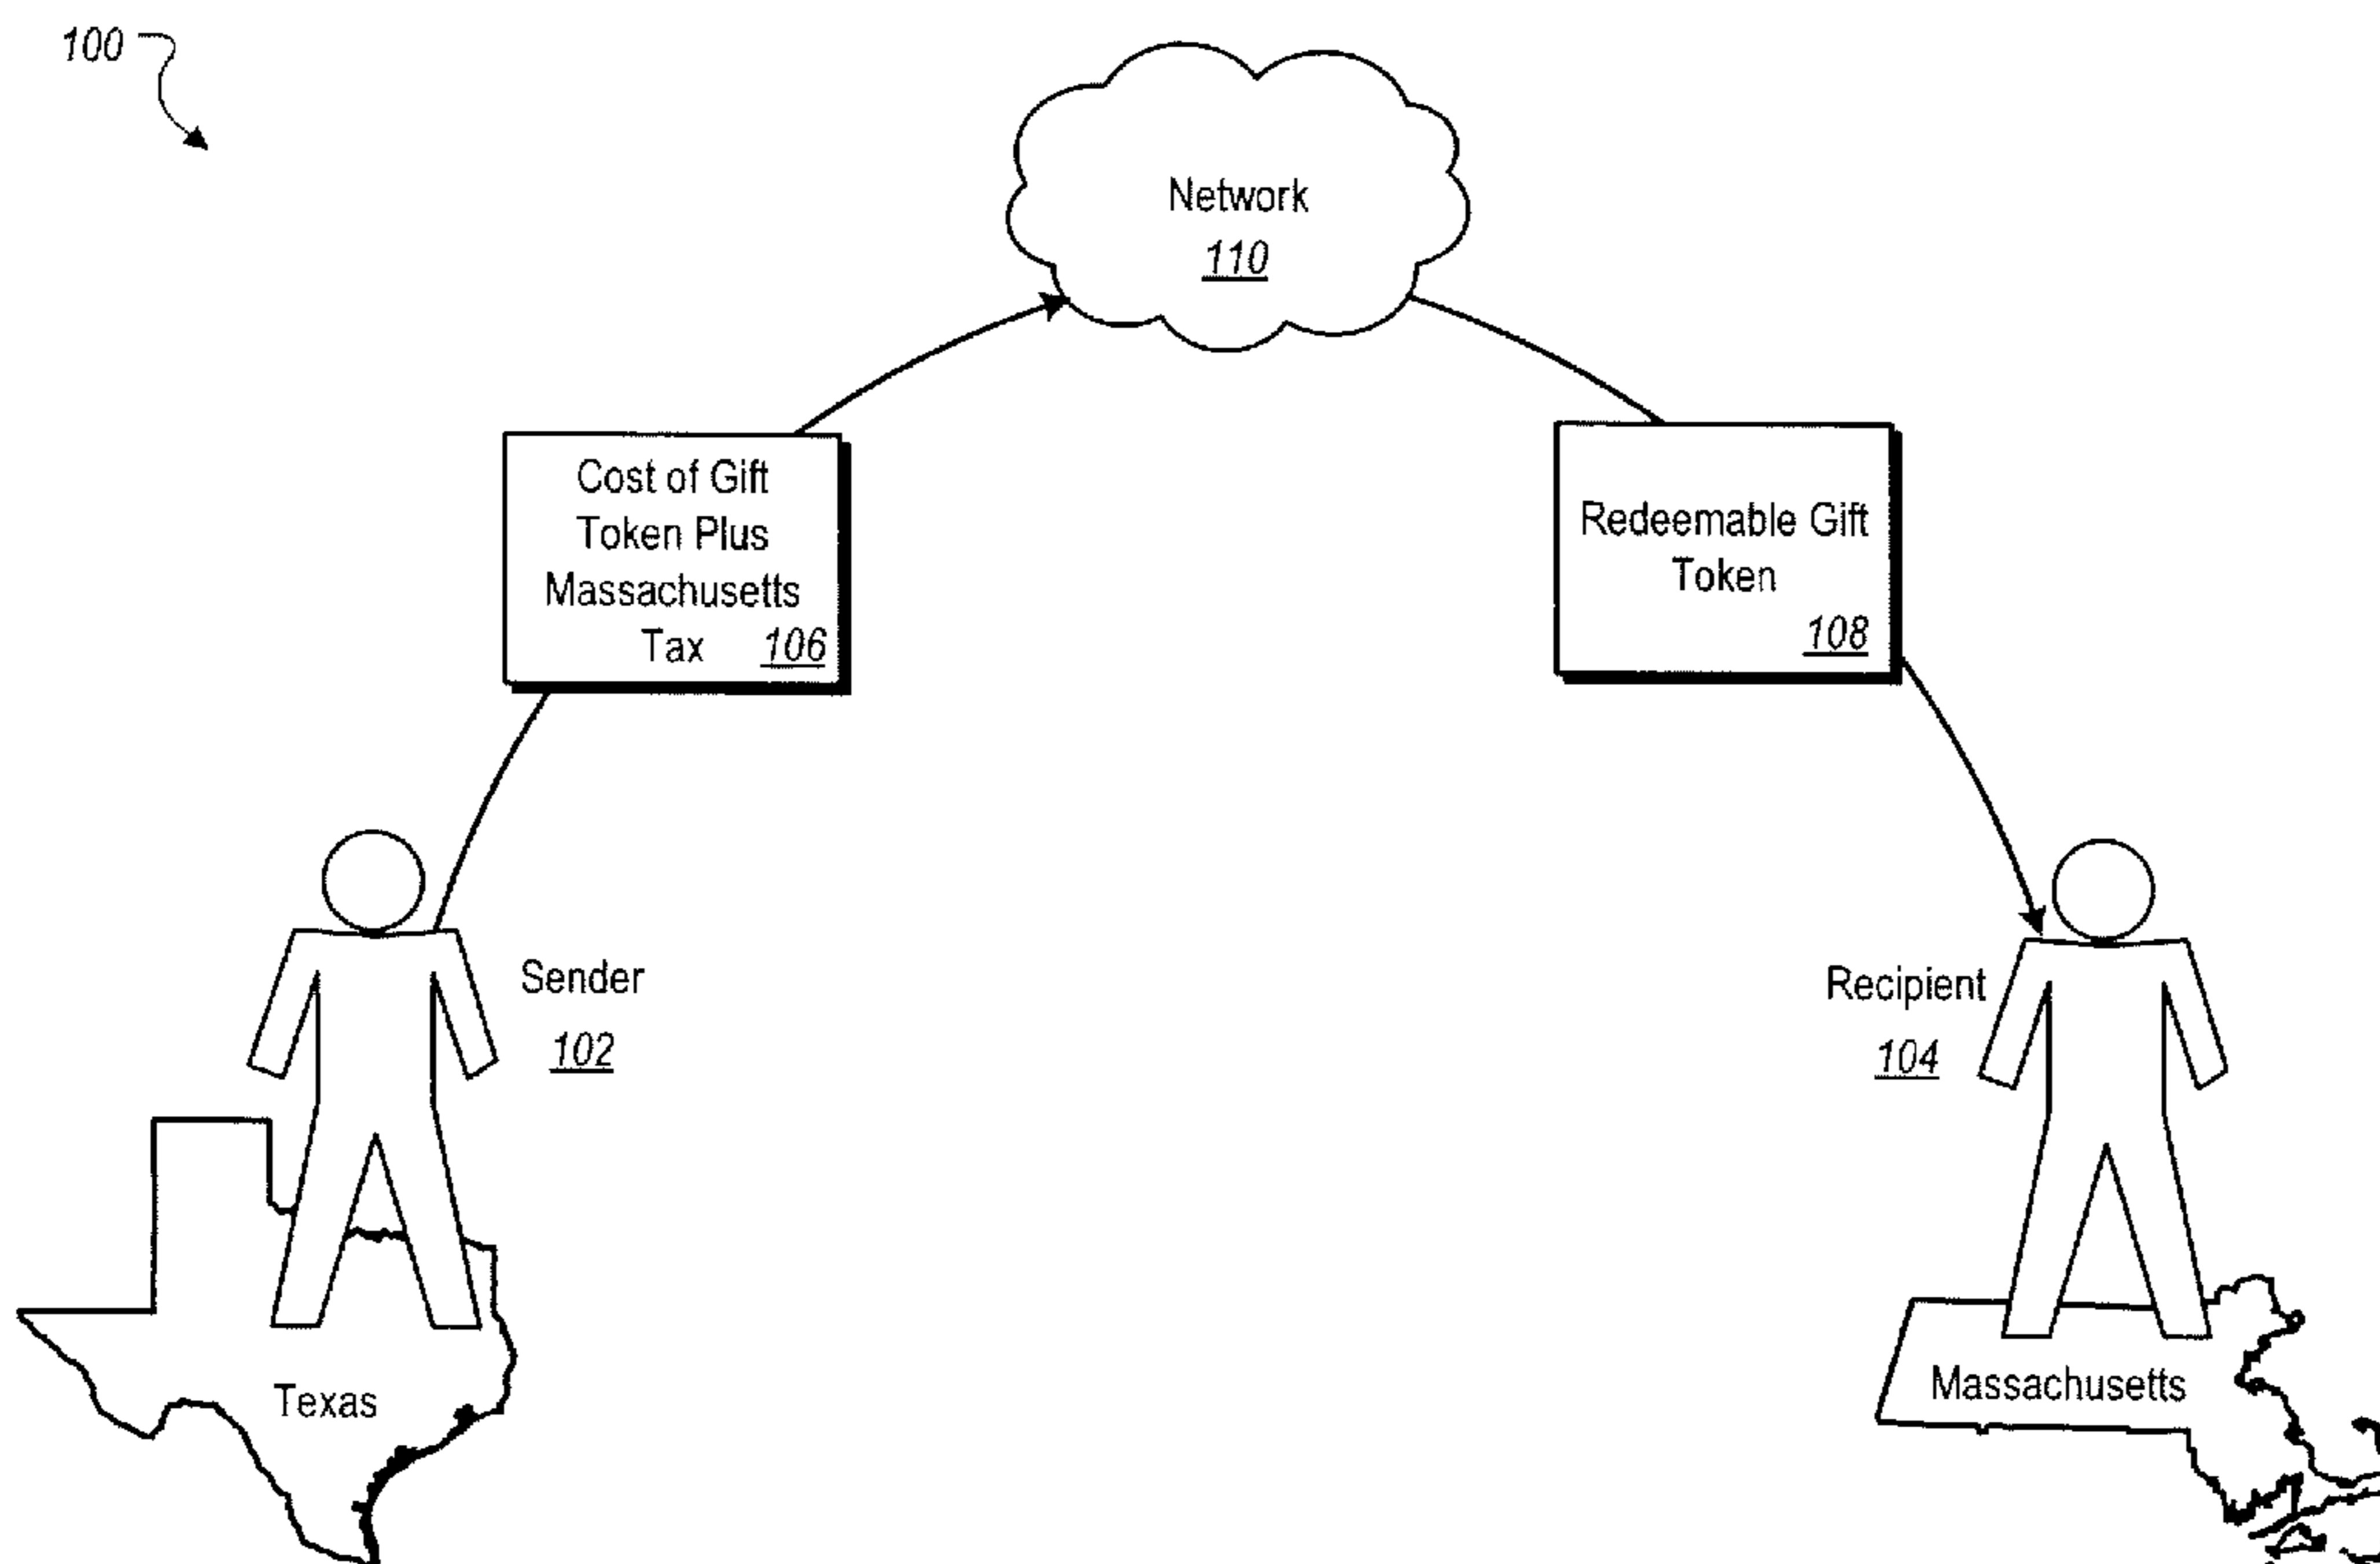 100
Network
110
Cost of Gift
Token Plus
Massachusetts
Tax 106
Redeemable Gift
Token
108
Sender
102
Recipient
104
Texas
Massachusetts